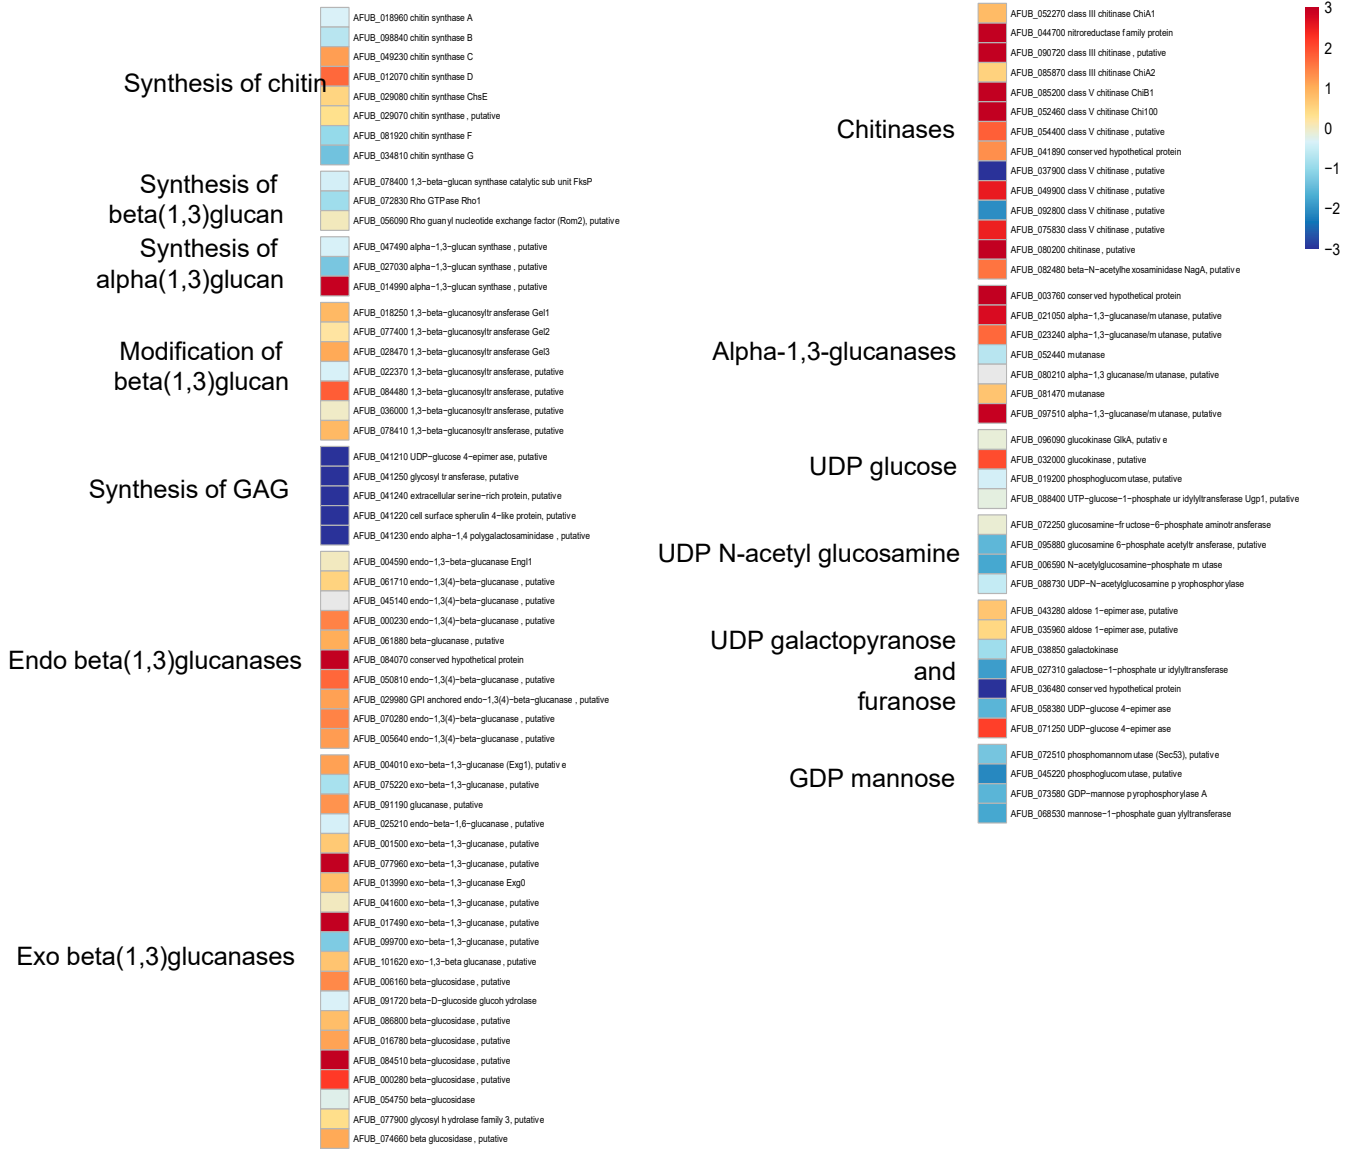 Synthesis of chitin
AFUB_018960 chitin synthase A
AFUB_098840 chitin synthase B
AFUB_049230 chitin synthase C
AFUB_012070 chitin synthase D
AFUB_029080 chitin synthase ChsE
AFUB_029070 chitin synthase, putative
AFUB_081920 chitin synthase F
AFUB_034810 chitin synthase G
Synthesis of
beta(1,3)glucan
AFUB_078400 1,3−beta−glucan synthase catalytic sub unit FksP
AFUB_072830 Rho GTPase Rho1
AFUB_056090 Rho guanyl nucleotide exchange factor (Rom2), putative
Synthesis of
alpha(1,3)glucan
AFUB_047490 alpha−1,3−glucan synthase, putative
AFUB_027030 alpha−1,3−glucan synthase, putative
AFUB_014990 alpha−1,3−glucan synthase, putative
Modification of
beta(1,3)glucan
AFUB_018250 1,3−beta−glucanosyltransferase Gel1
AFUB_077400 1,3−beta−glucanosyltransferase Gel2
AFUB_028470 1,3−beta−glucanosyltransferase Gel3
AFUB_022370 1,3−beta−glucanosyltransferase, putative
AFUB_084480 1,3−beta−glucanosyltransferase, putative
AFUB_036000 1,3−beta−glucanosyltransferase, putative
AFUB_078410 1,3−beta−glucanosyltransferase, putative
Synthesis of GAG
AFUB_041210 UDP−glucose 4−epimerase, putative
AFUB_041250 glycosyl transferase, putative
AFUB_041240 extracellular serine−rich protein, putative
AFUB_041220 cell surface spherulin 4−like protein, putative
AFUB_041230 endo alpha−1,4 polygalactosaminidase, putative
Endo beta(1,3)glucanases
AFUB_004590 endo−1,3−beta−glucanase Engl1
AFUB_061710 endo−1,3(4)−beta−glucanase, putative
AFUB_045140 endo−1,3(4)−beta−glucanase, putative
AFUB_000230 endo−1,3(4)−beta−glucanase, putative
AFUB_061880 beta−glucanase, putative
AFUB_084070 conserved hypothetical protein
AFUB_050810 endo−1,3(4)−beta−glucanase, putative
AFUB_029980 GPI anchored endo−1,3(4)−beta−glucanase, putative
AFUB_070280 endo−1,3(4)−beta−glucanase, putative
AFUB_005640 endo−1,3(4)−beta−glucanase, putative
Exo beta(1,3)glucanases
AFUB_004010 exo−beta−1,3−glucanase (Exg1), putative
AFUB_075220 exo−beta−1,3−glucanase, putative
AFUB_091190 glucanase, putative
AFUB_025210 endo−beta−1,6−glucanase, putative
AFUB_001500 exo−beta−1,3−glucanase, putative
AFUB_077960 exo−beta−1,3−glucanase, putative
AFUB_013990 exo−beta−1,3−glucanase Exg0
AFUB_041600 exo−beta−1,3−glucanase, putative
AFUB_017490 exo−beta−1,3−glucanase, putative
AFUB_099700 exo−beta−1,3−glucanase, putative
AFUB_101620 exo−1,3−beta glucanase, putative
AFUB_006160 beta−glucosidase, putative
AFUB_091720 beta−D−glucoside glucohydrolase
AFUB_086800 beta−glucosidase, putative
AFUB_016780 beta−glucosidase, putative
AFUB_084510 beta−glucosidase, putative
AFUB_000280 beta−glucosidase, putative
AFUB_054750 beta−glucosidase
AFUB_077900 glycosyl hydrolase family 3, putative
AFUB_074660 beta glucosidase, putative
Chitinases
AFUB_052270 class III chitinase ChiA1
AFUB_044700 nitroreductase family protein
AFUB_090720 class III chitinase, putative
AFUB_085870 class III chitinase ChiA2
AFUB_085200 class V chitinase ChiB1
AFUB_052460 class V chitinase Chi100
AFUB_054400 class V chitinase, putative
AFUB_041890 conserved hypothetical protein
AFUB_037900 class V chitinase, putative
AFUB_049900 class V chitinase, putative
AFUB_092800 class V chitinase, putative
AFUB_075830 class V chitinase, putative
AFUB_080200 chitinase, putative
AFUB_082480 beta−N−acetylhexosaminidase NagA, putative
Alpha-1,3-glucanases
AFUB_003760 conserved hypothetical protein
AFUB_021050 alpha−1,3−glucanase/mutanase, putative
AFUB_023240 alpha−1,3−glucanase/mutanase, putative
AFUB_052440 mutanase
AFUB_080210 alpha−1,3 glucanase/mutanase, putative
AFUB_081470 mutanase
AFUB_097510 alpha−1,3−glucanase/mutanase, putative
UDP glucose
AFUB_096090 glucokinase GlkA, putative
AFUB_032000 glucokinase, putative
AFUB_019200 phosphoglucomutase, putative
AFUB_088400 UTP−glucose−1−phosphate uridylyltransferase Ugp1, putative
UDP N-acetyl glucosamine
AFUB_072250 glucosamine−fructose−6−phosphate aminotransferase
AFUB_095880 glucosamine 6−phosphate acetyltransferase, putative
AFUB_006590 N−acetylglucosamine−phosphate mutase
AFUB_088730 UDP−N−acetylglucosamine pyrophosphorylase
UDP galactopyranose
and
furanose
AFUB_043280 aldose 1−epimerase, putative
AFUB_035960 aldose 1−epimerase, putative
AFUB_038850 galactokinase
AFUB_027310 galactose−1−phosphate uridylyltransferase
AFUB_036480 conserved hypothetical protein
AFUB_058380 UDP−glucose 4−epimerase
AFUB_071250 UDP−glucose 4−epimerase
GDP mannose
AFUB_072510 phosphomannomutase (Sec53), putative
AFUB_045220 phosphoglucomutase, putative
AFUB_073580 GDP−mannose pyrophosphorylase A
AFUB_068530 mannose−1−phosphate guanylyltransferase
3
2
1
0
−1
−2
−3